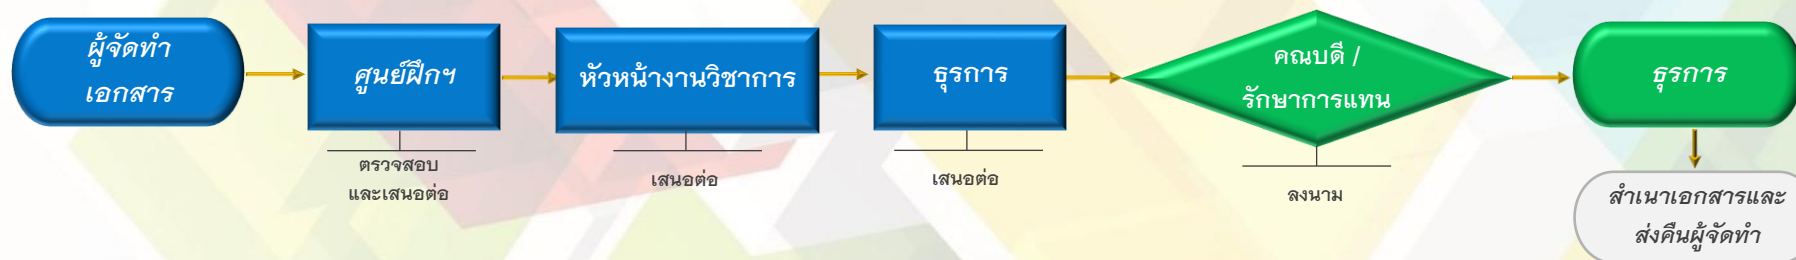 ผู้จัดทำ
เอกสาร
ศูนย์ฝึกฯ
ตรวจสอบ
และเสนอต่อ
หัวหน้างานวิชาการ
เสนอต่อ
ธุรการ
เสนอต่อ
คณบดี /
รักษาการแทน
ลงนาม
ธุรการ
สำเนาเอกสารและ
ส่งคืนผู้จัดทำ